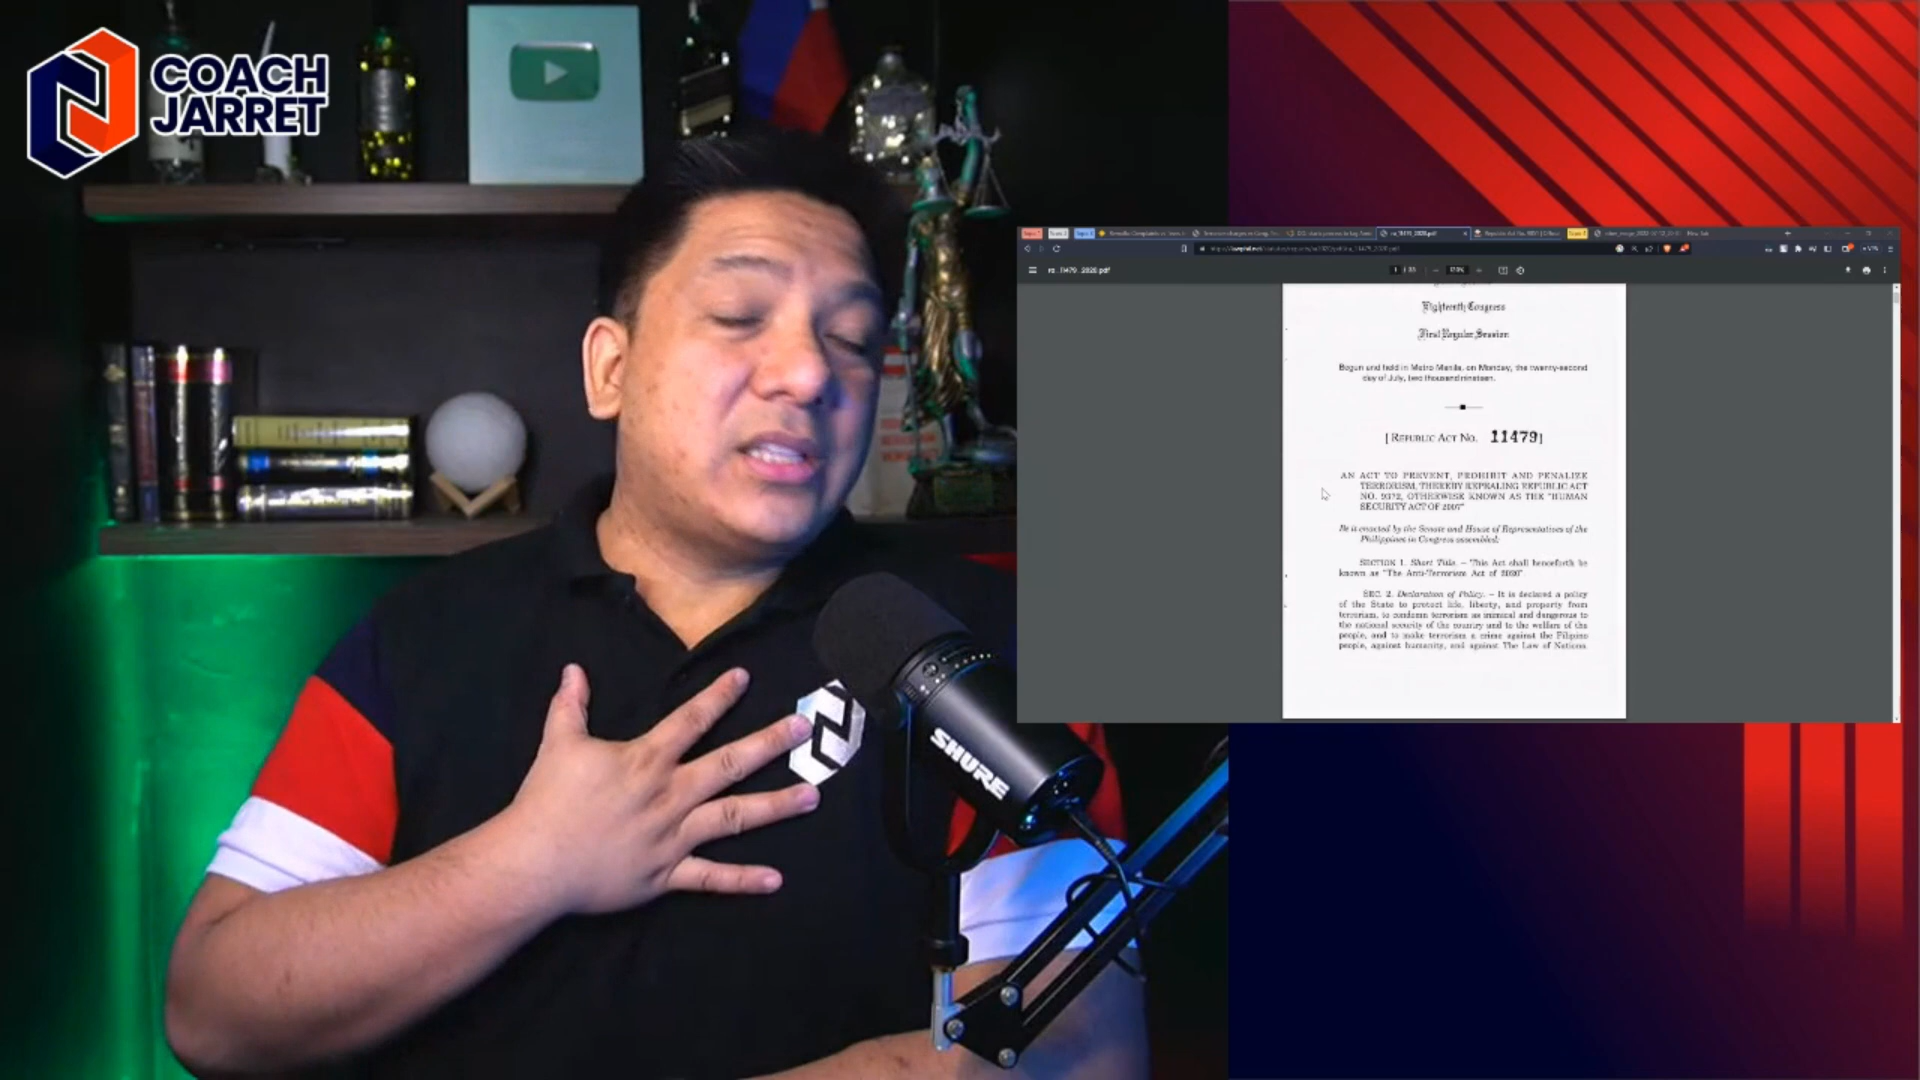 COACH
JARRET
ra_11479_2020.pdf
Eighteenth Congress
First Regular Session
Begun and held in Metro Manila, on Monday, the twenty-second
day of July, two thousand nineteen.
[ REPUBLIC ACT NO. 11479 ]
AN ACT TO PREVENT, PROHIBIT AND PENALIZE
TERRORISM, THEREBY REPEALING REPUBLIC ACT
NO. 9372, OTHERWISE KNOWN AS THE "HUMAN
SECURITY ACT OF 2007"
Be it enacted by the Senate and House of Representatives of the
Philippines in Congress assembled:
SECTION 1. Short Title. – This Act shall henceforth be
known as "The Anti-Terrorism Act of 2020"
SEC. 2. Declaration of Policy. – It is declared a policy
of the State to protect life, liberty, and property from
terrorism, to condemn terrorism as inimical and dangerous to
the national security of the country and to the welfare of the
people, and to make terrorism a crime against the Filipino
people, against humanity, and against The Law of Nations.
SHURE